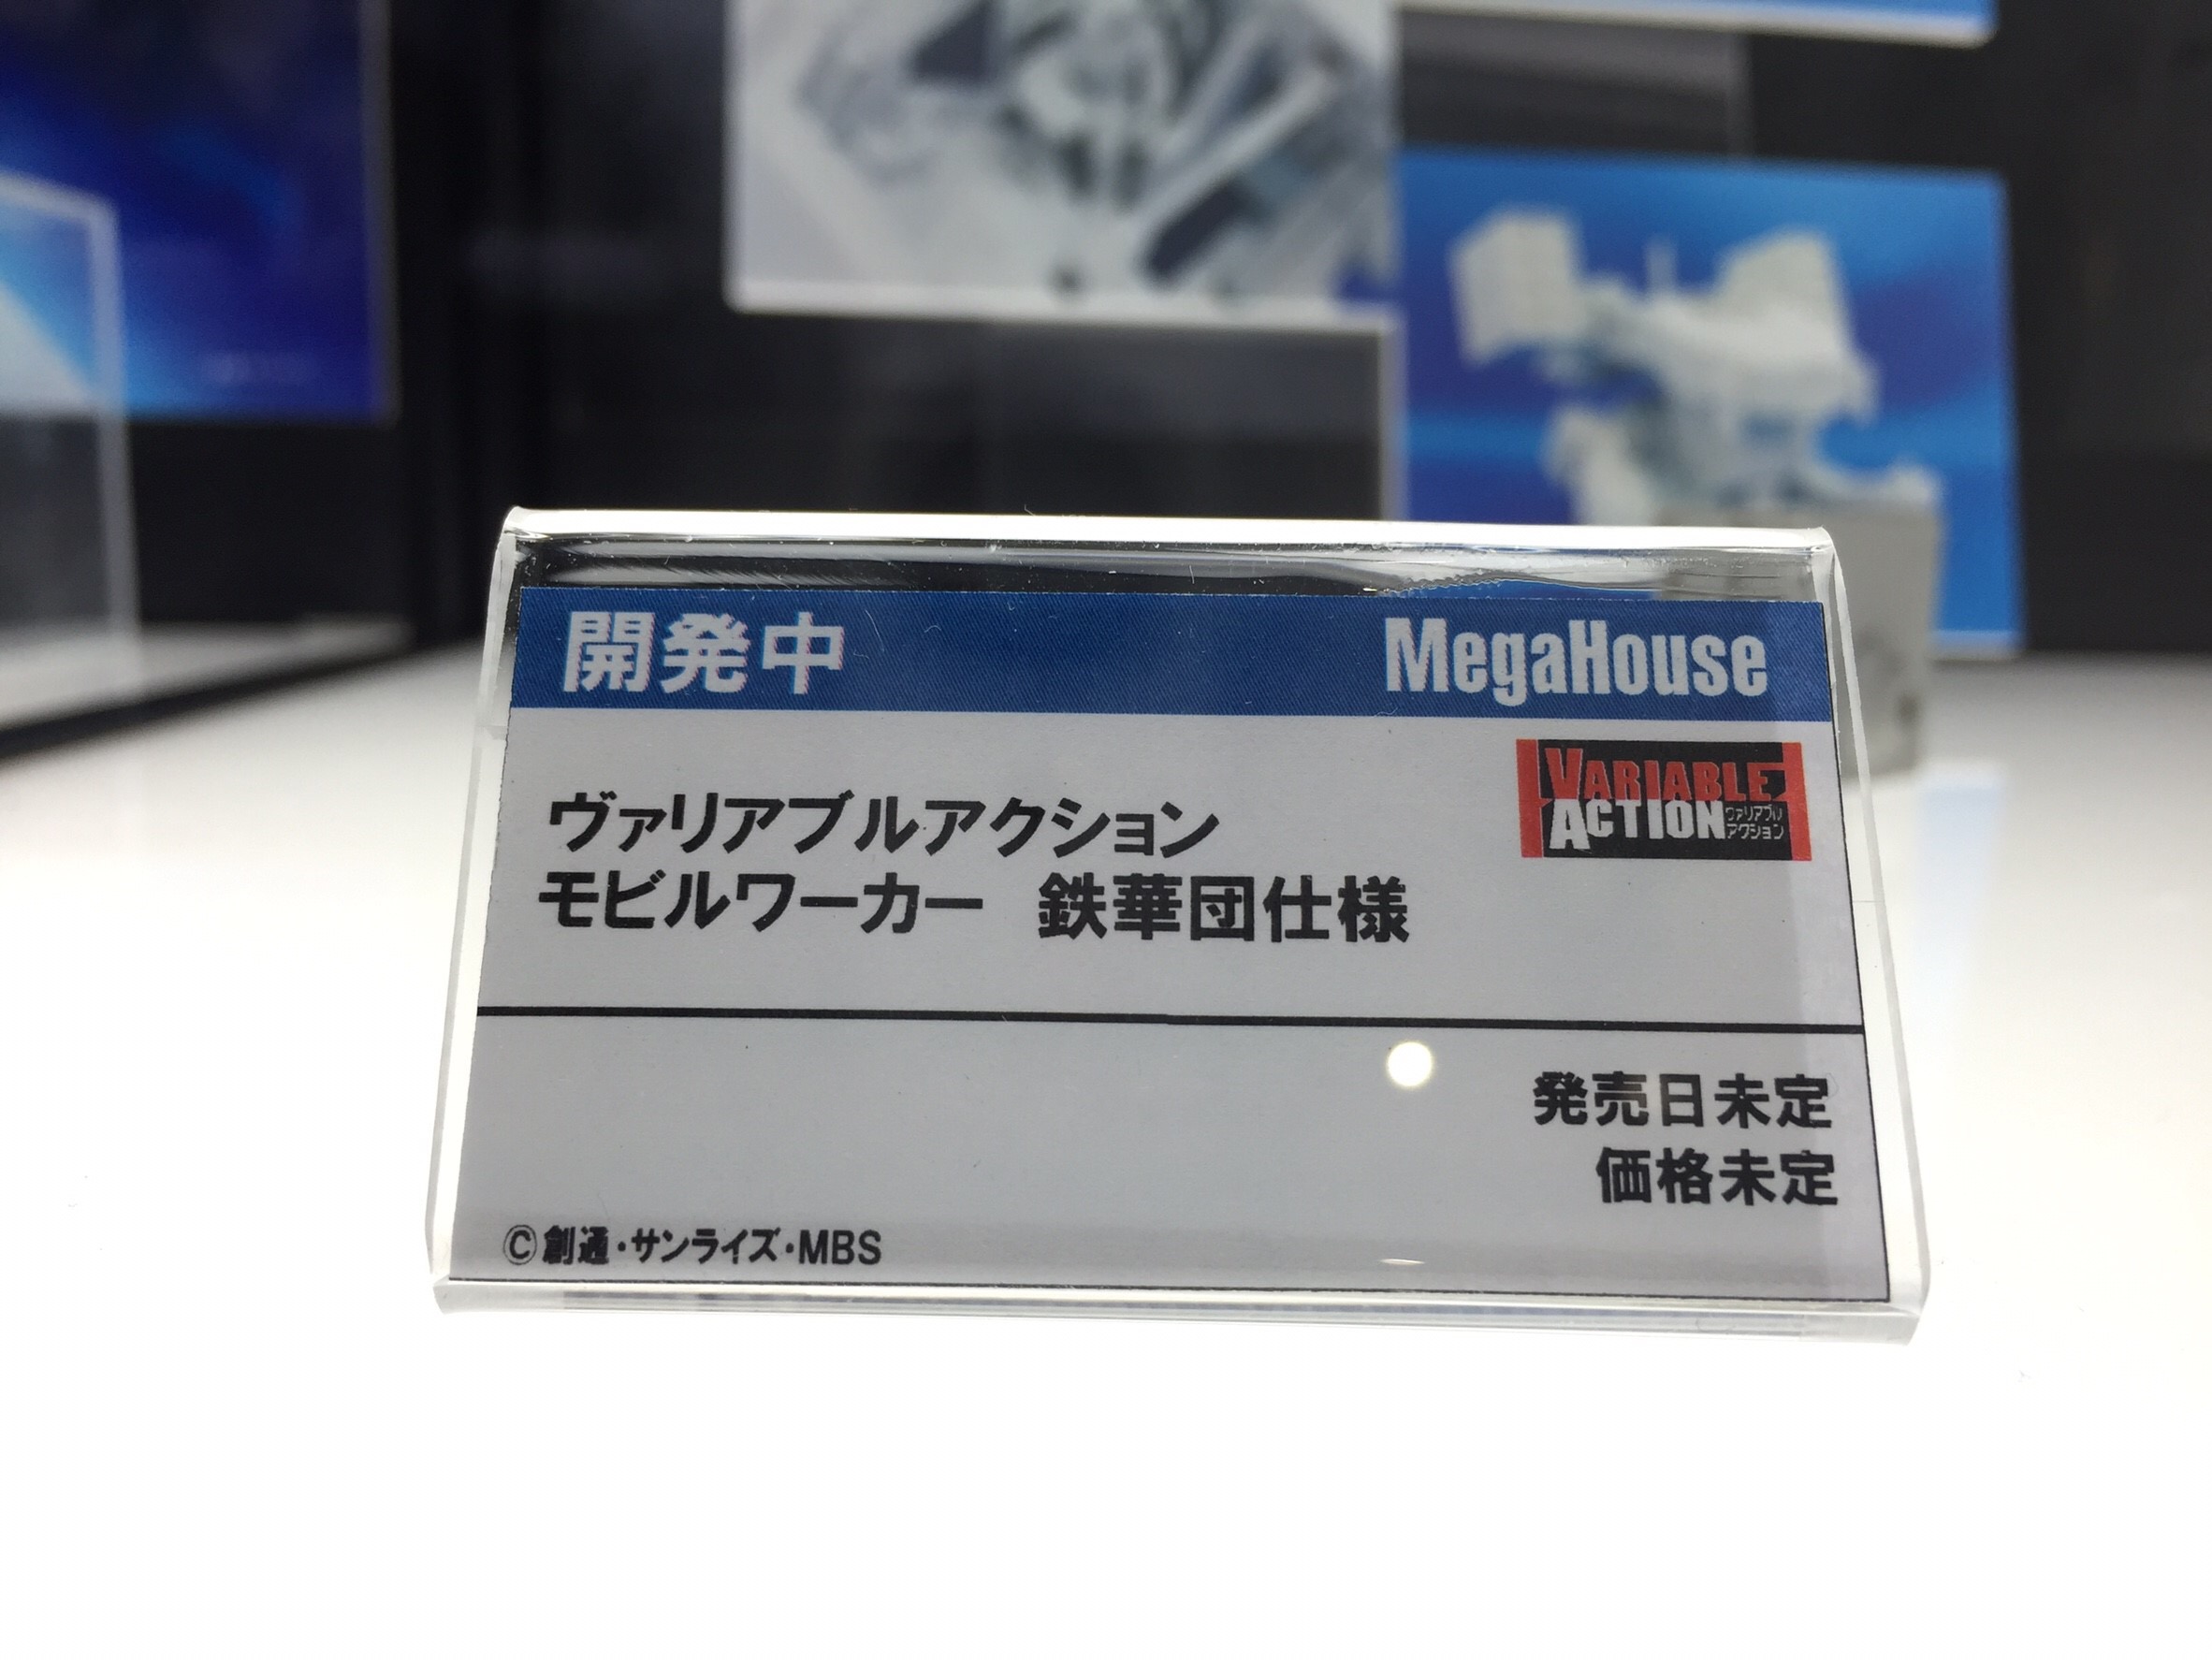 開発中 MegaHouse
VARIABLE
ACTION ヴァリアブル アクション
ヴァリアブルアクション
モビルワーカー 鉄華団仕様
発売日未定
価格未定
©創通・サンライズ・MBS